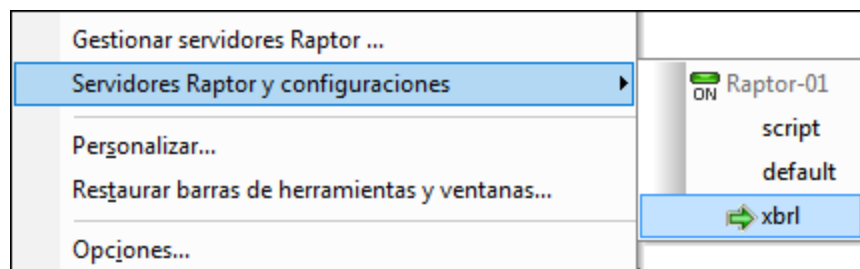 Gestionar servidores Raptor ...
Servidores Raptor y configuraciones
Personalizar...
Restaurar barras de herramientas y ventanas...
Opciones...
ON Raptor-01
script
default
xbrl